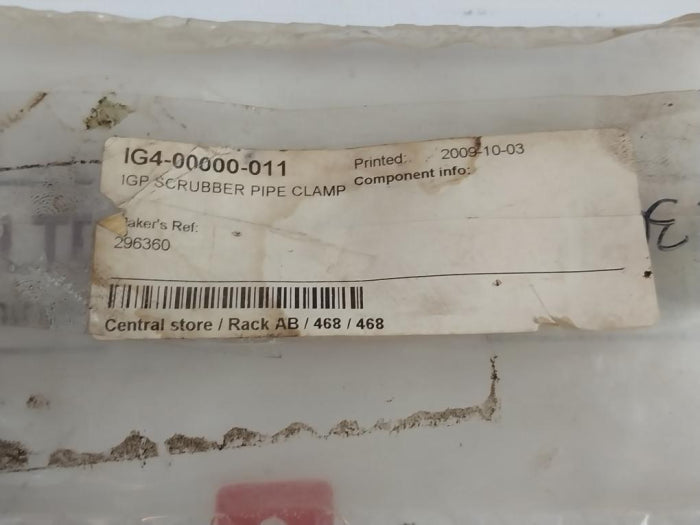 IG4-00000-011
IGP SCRUBBER PIPE CLAMP
Printed: 2009-10-03
Component info:
Maker's Ref:
296360
Central store / Rack AB / 468 / 468